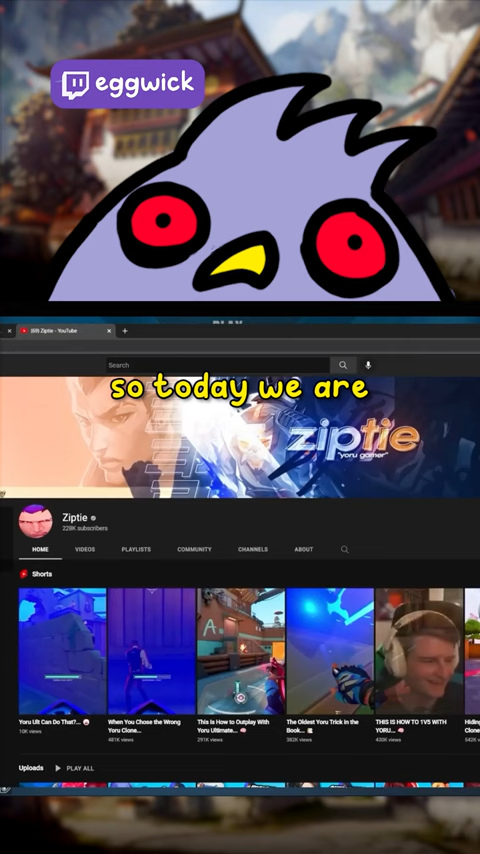 eggwick
(69) Ziptie - YouTube
Search
so today we are
ziptie
"yoru gamer"
Ziptie
228K subscribers
HOME VIDEOS PLAYLISTS COMMUNITY CHANNELS ABOUT
Shorts
A
Yoru Ult Can Do That?...
10K views
When You Chose the Wrong
Yoru Clone...
481K views
This is How to Outplay With
Yoru Ultimate...
291K views
The Oldest Yoru Trick in the
Book...
382K views
THIS IS HOW TO 1V5 WITH
YORU...
430K views
Hiding
Clone
542K v
Uploads PLAY ALL